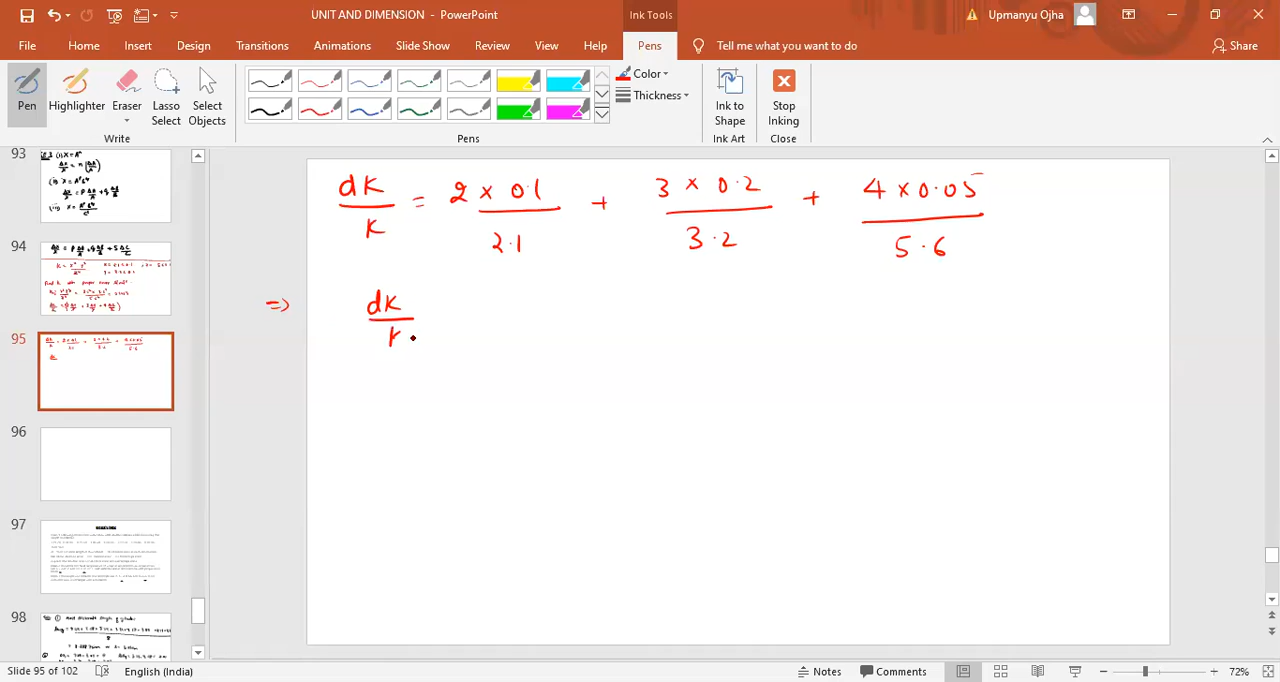 UNIT AND DIMENSION - PowerPoint
Ink Tools
Upmanyu Ojha
File Home Insert Design Transitions Animations Slide Show Review View Help Pens Tell me what you want to do Share
Pen Highlighter Eraser Lasso Select Select Objects
Color
Thickness
Ink to Shape
Stop Inking
Write Pens Ink Art Close
93
94
95
96
97
98
dK/K = 2 × 0.1/2.1 + 3 × 0.2/3.2 + 4 × 0.05/5.6
=> dK/K
Slide 95 of 102 English (India) Notes Comments 72%